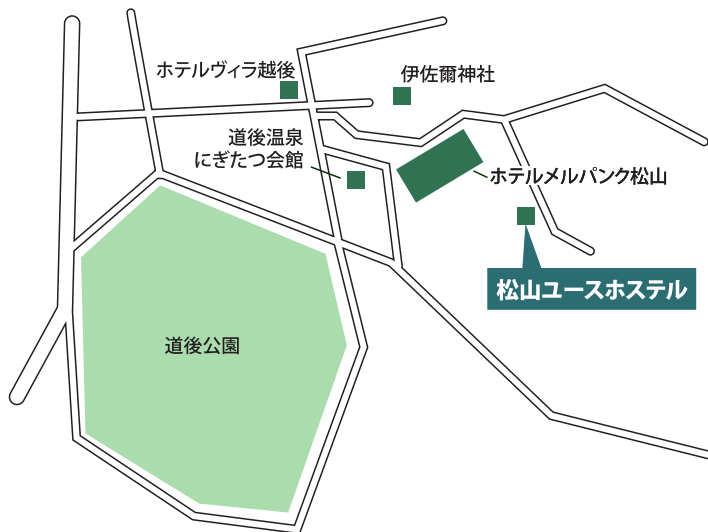 ホテルヴィラ越後
伊佐爾神社
道後温泉
にぎたつ会館
ホテルメルパンク松山
松山ユースホステル
道後公園